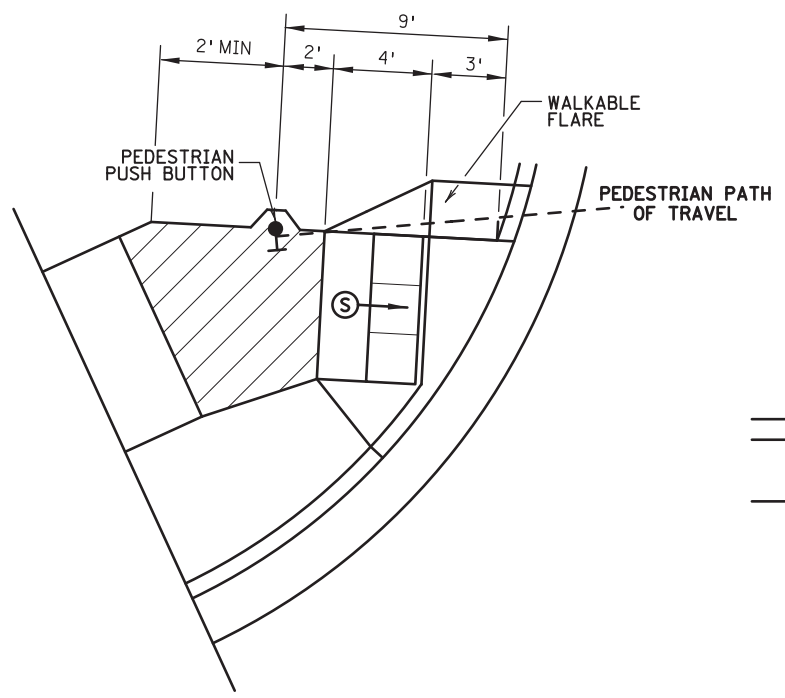 9'
2' MIN
2'
4'
3'
WALKABLE
FLARE
PEDESTRIAN
PUSH BUTTON
PEDESTRIAN PATH
OF TRAVEL
S